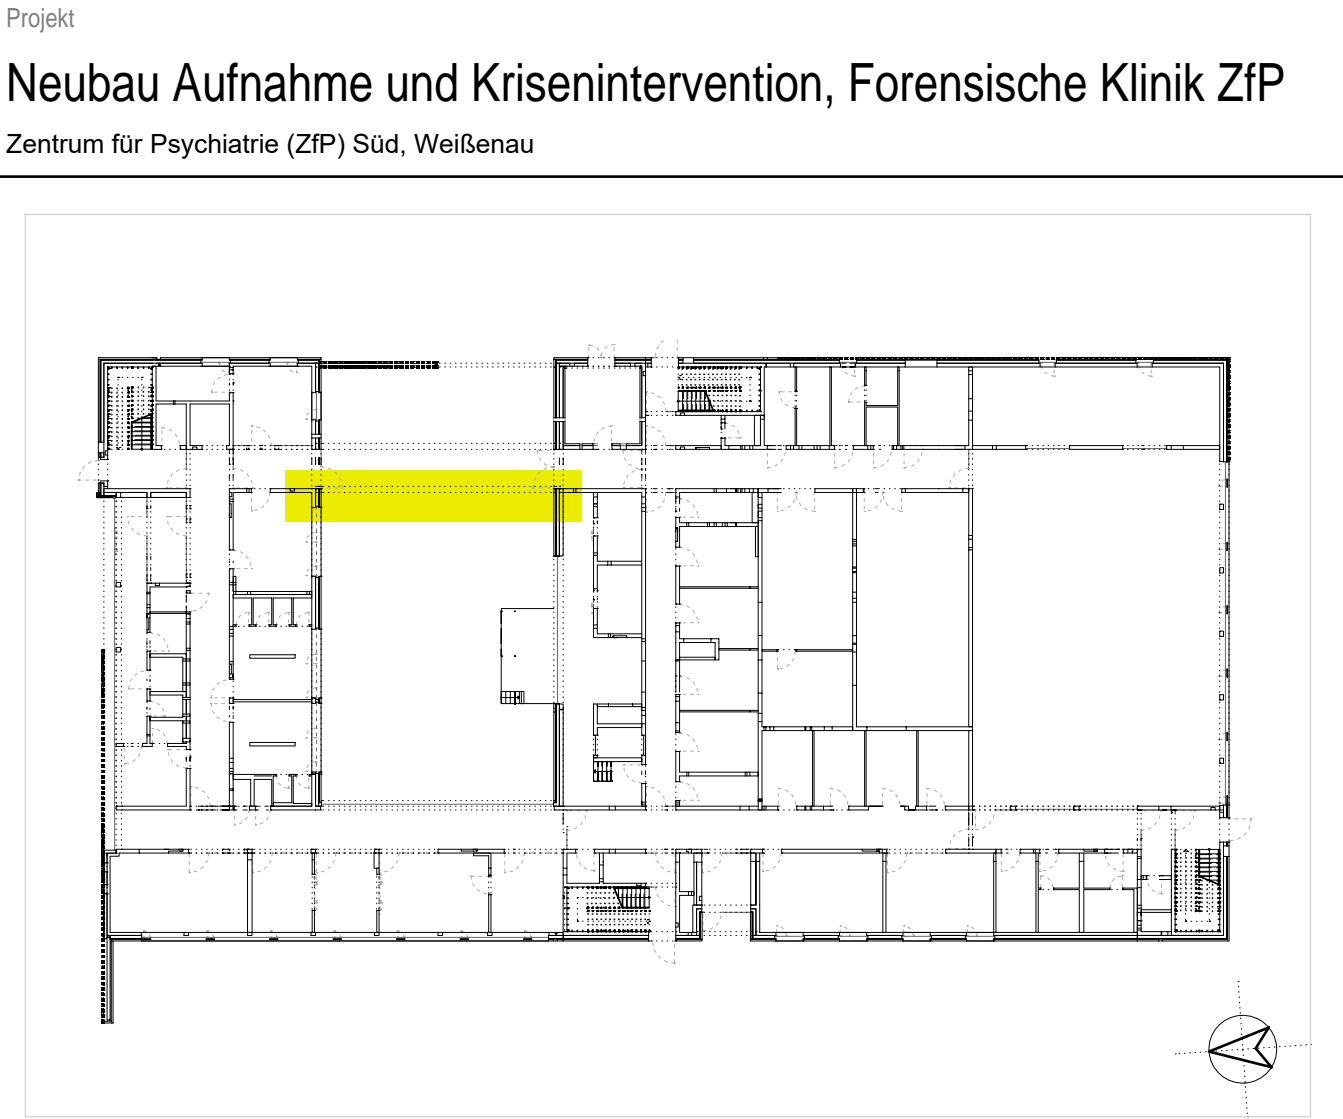 Projekt
Neubau Aufnahme und Krisenintervention, Forensische Klinik ZfP
Zentrum für Psychiatrie (ZfP) Süd, Weißenau